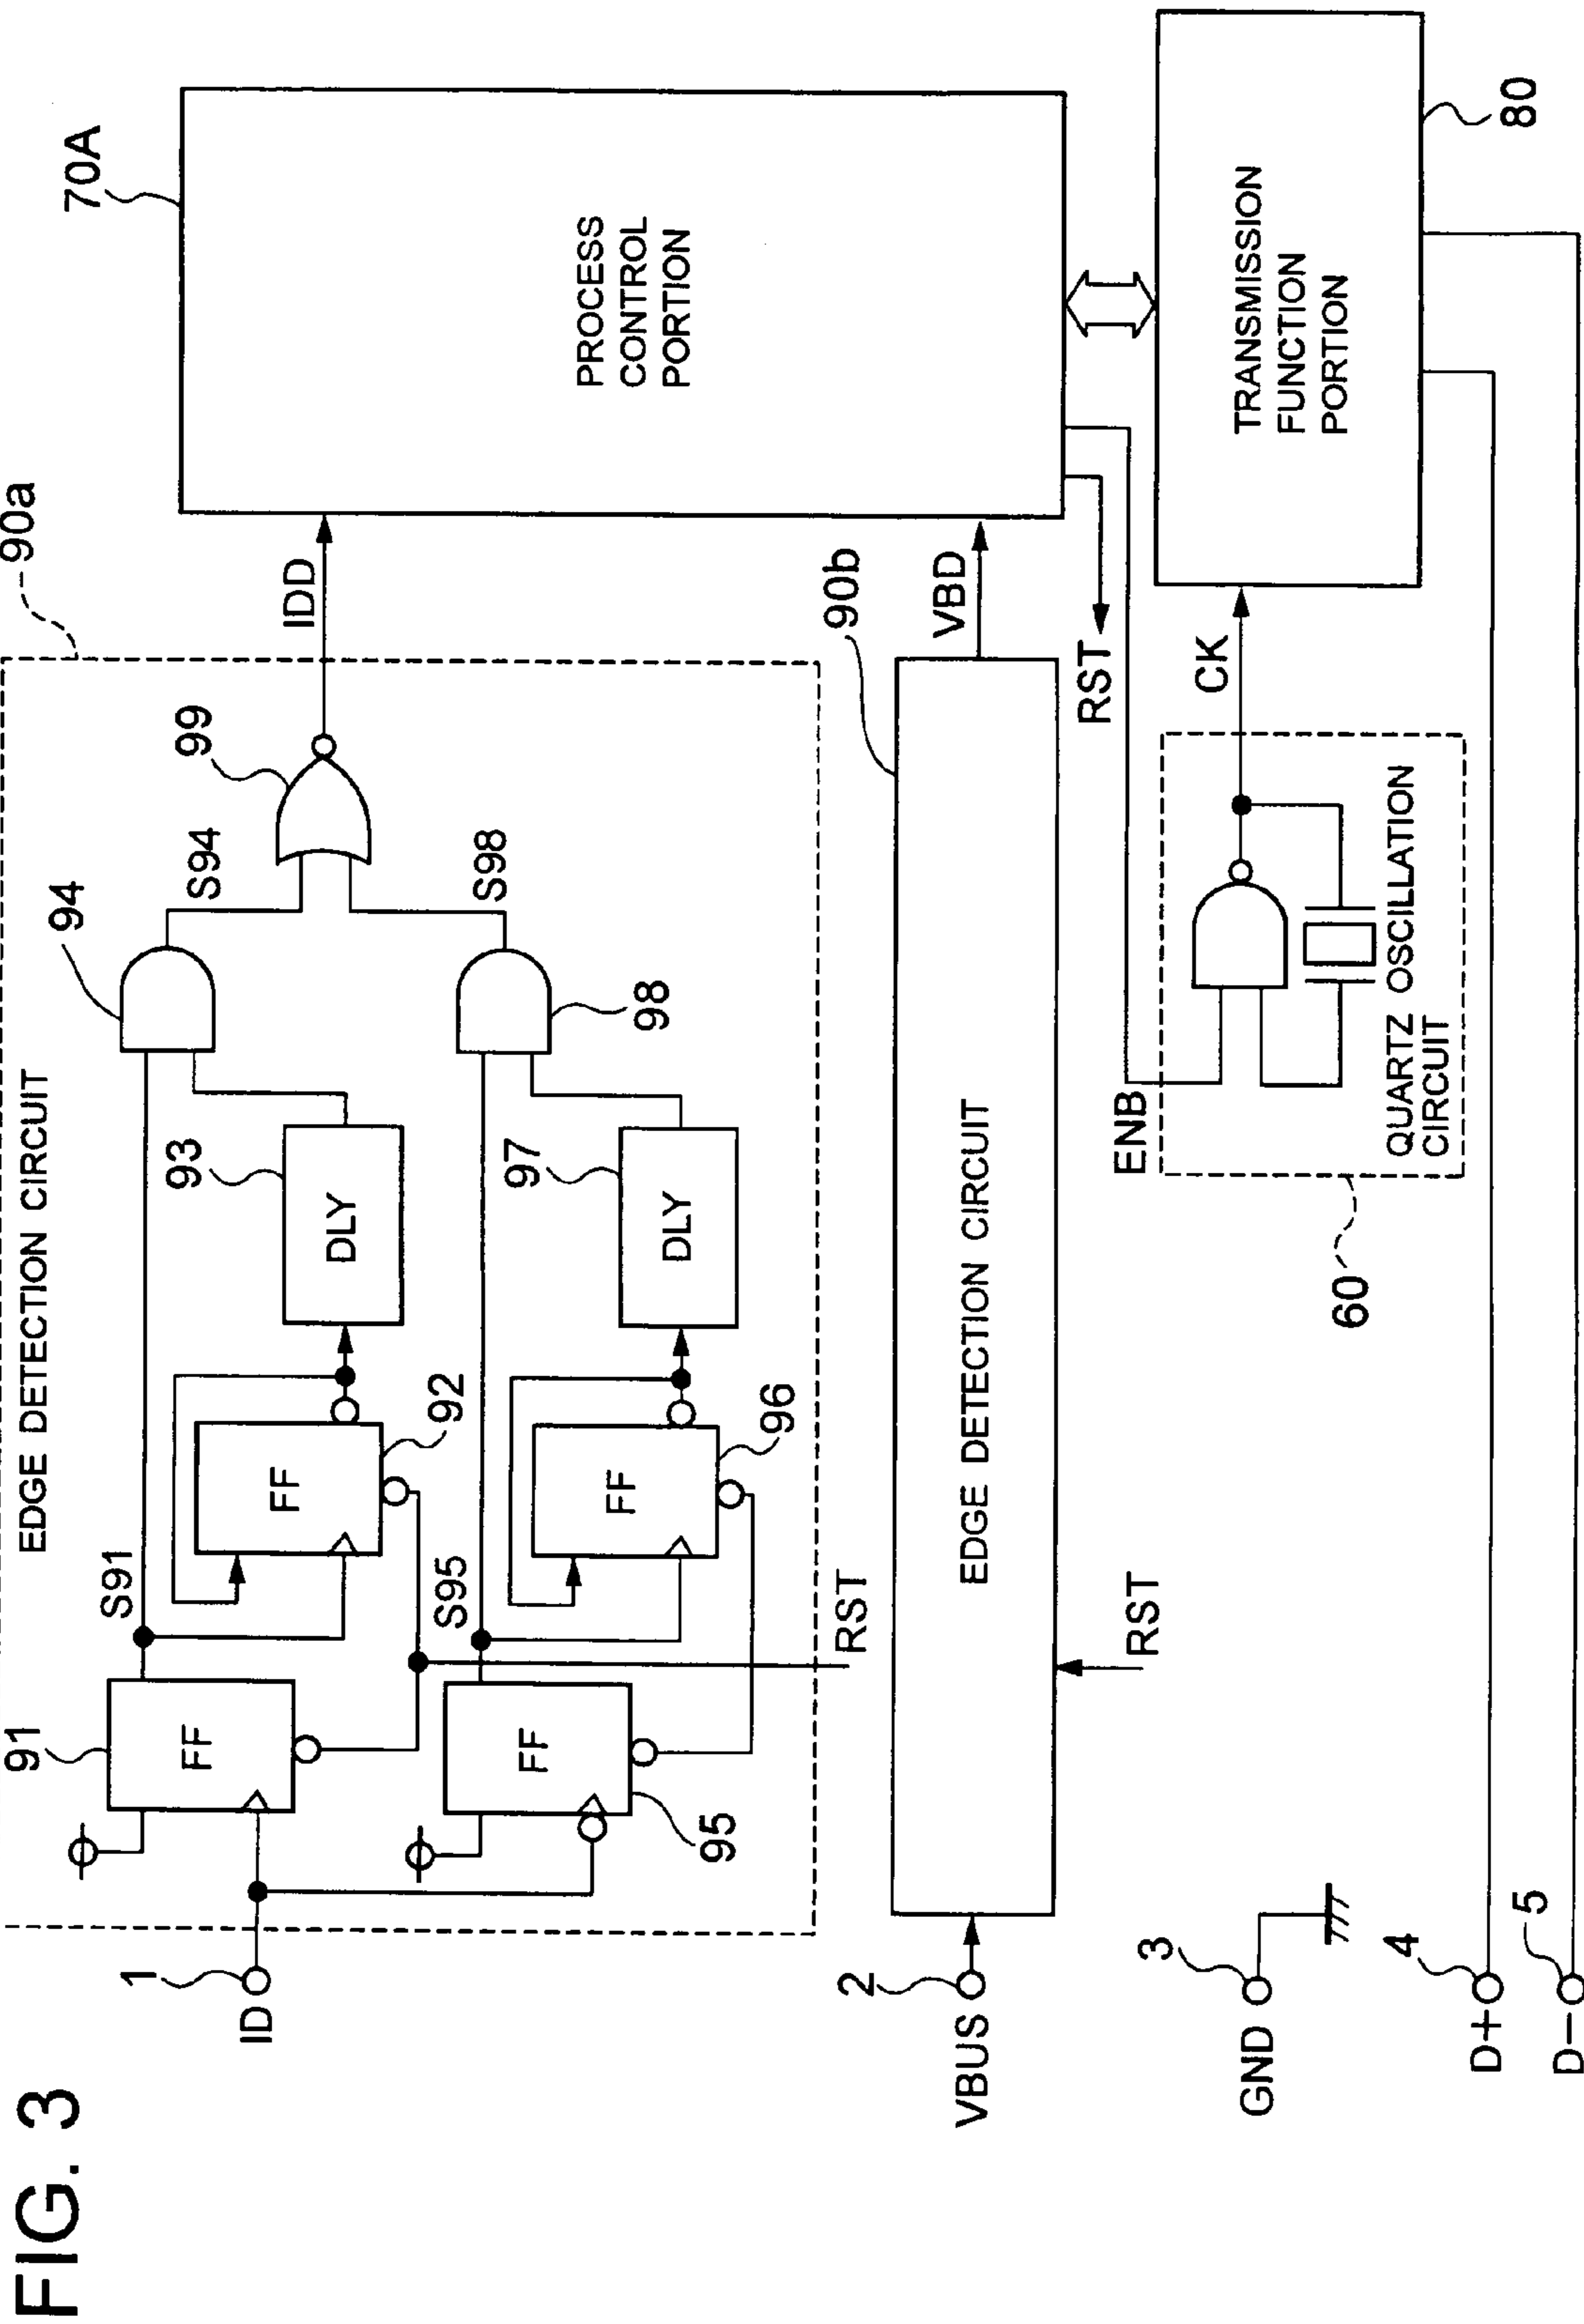 FIG. 3
EDGE DETECTION CIRCUIT
90a
70A
91
S91
94
S94
99
FF
FF
92
93
DLY
IDD
PROCESS
CONTROL
PORTION
ID
1
S95
FF
95
FF
96
97
DLY
98
S98
RST
VBUS
2
EDGE DETECTION CIRCUIT
90b
VBD
RST
RST
ENB
CK
TRANSMISSION
FUNCTION
PORTION
80
GND
3
60
QUARTZ OSCILLATION
CIRCUIT
D+
4
D−
5